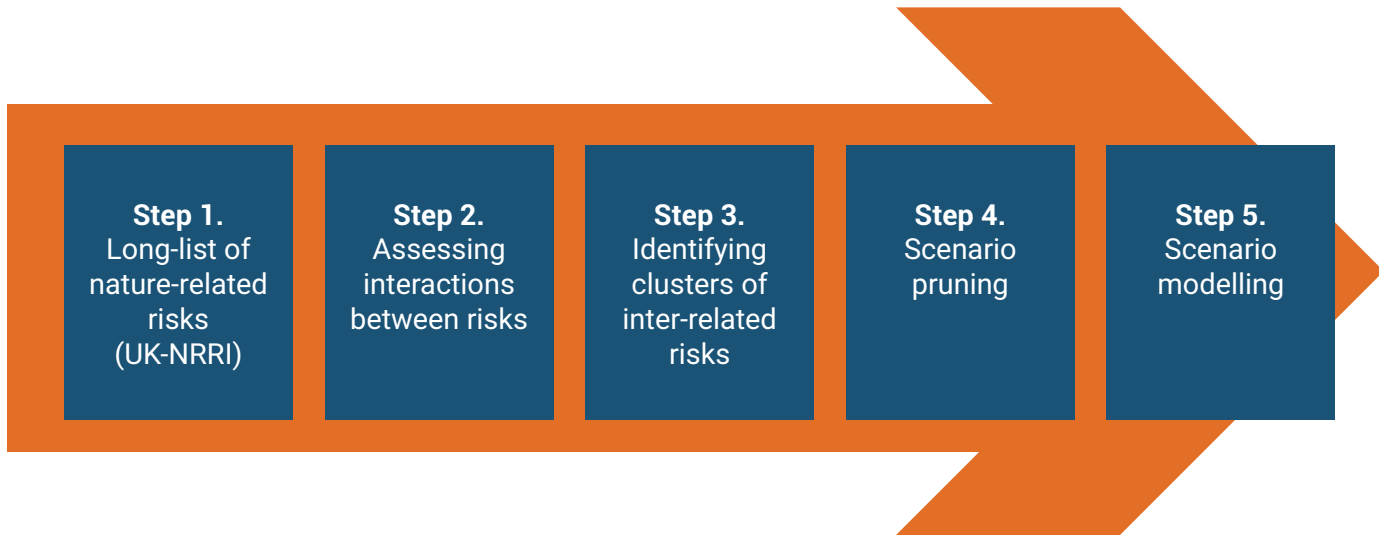 Step 1.
Long-list of
nature-related
risks
(UK-NRRI)
Step 2.
Assessing
interactions
between risks
Step 3.
Identifying
clusters of
inter-related
risks
Step 4.
Scenario
pruning
Step 5.
Scenario
modelling